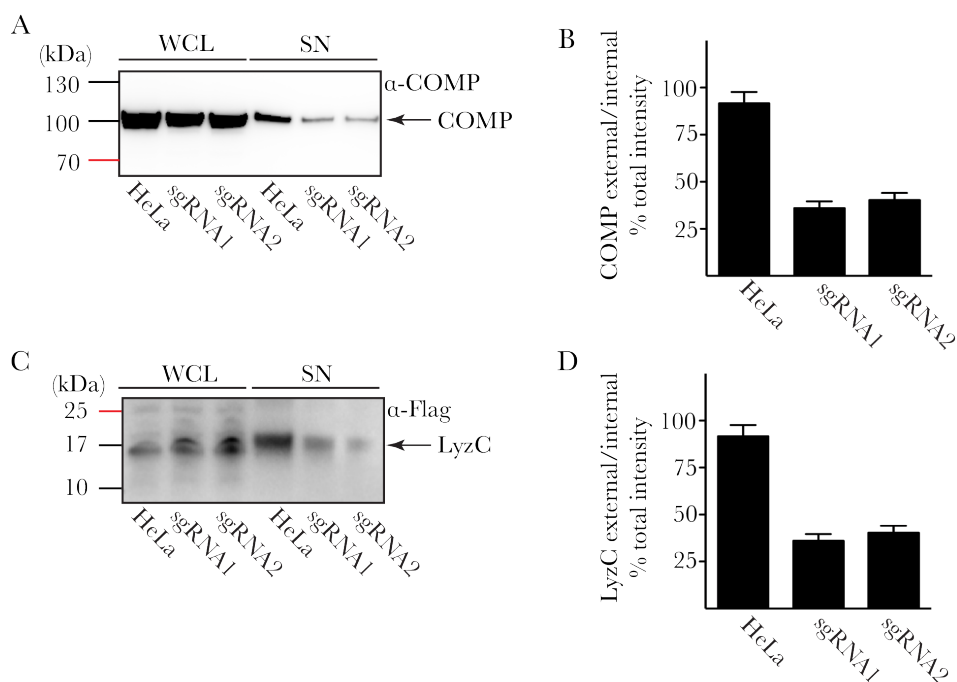 A
WCL SN
(kDa)
130
100
70
α-COMP
COMP
HeLa
sgRNA1
sgRNA2
HeLa
sgRNA1
sgRNA2
B
COMP external/internal
% total intensity
100
75
50
25
HeLa
sgRNA1
sgRNA2
C
WCL SN
(kDa)
25
17
10
α-Flag
LyzC
HeLa
sgRNA1
sgRNA2
HeLa
sgRNA1
sgRNA2
D
LyzC external/internal
% total intensity
100
75
50
25
HeLa
sgRNA1
sgRNA2